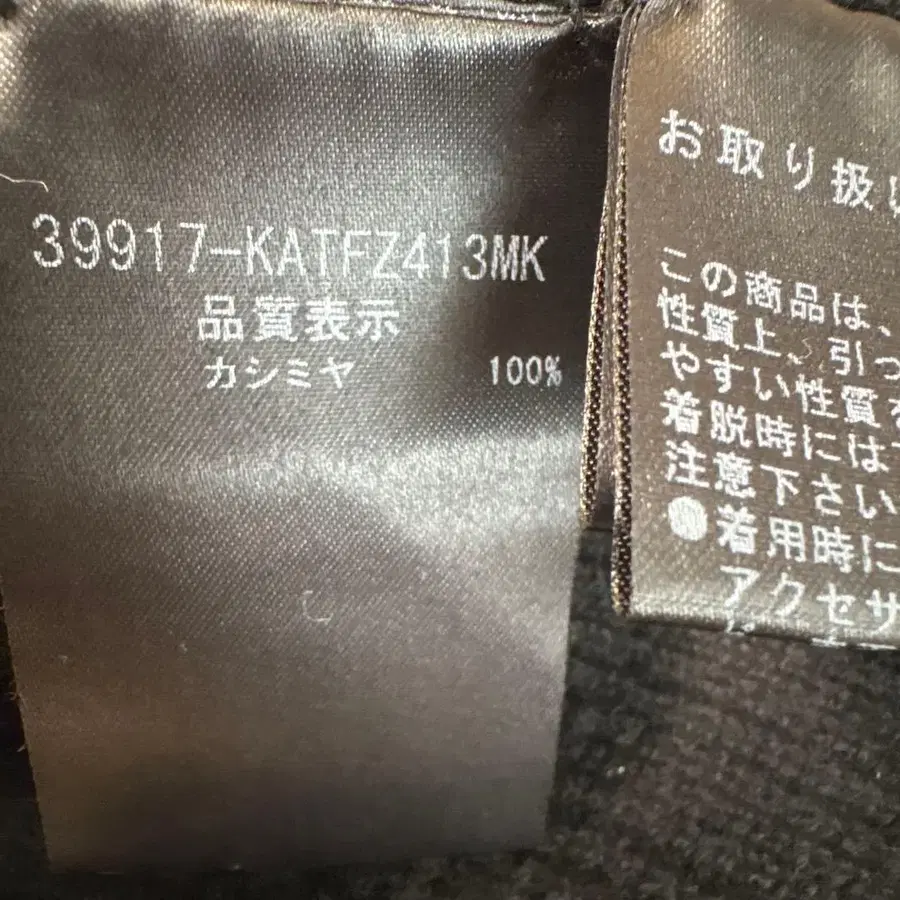 39917-KATFZ413MK
品質表示
カシミヤ 100%
お取り扱い
この商品は、
性質上、引っ
やすい性質を
着脱時には
注意下さい
●着用時に
アクセサ